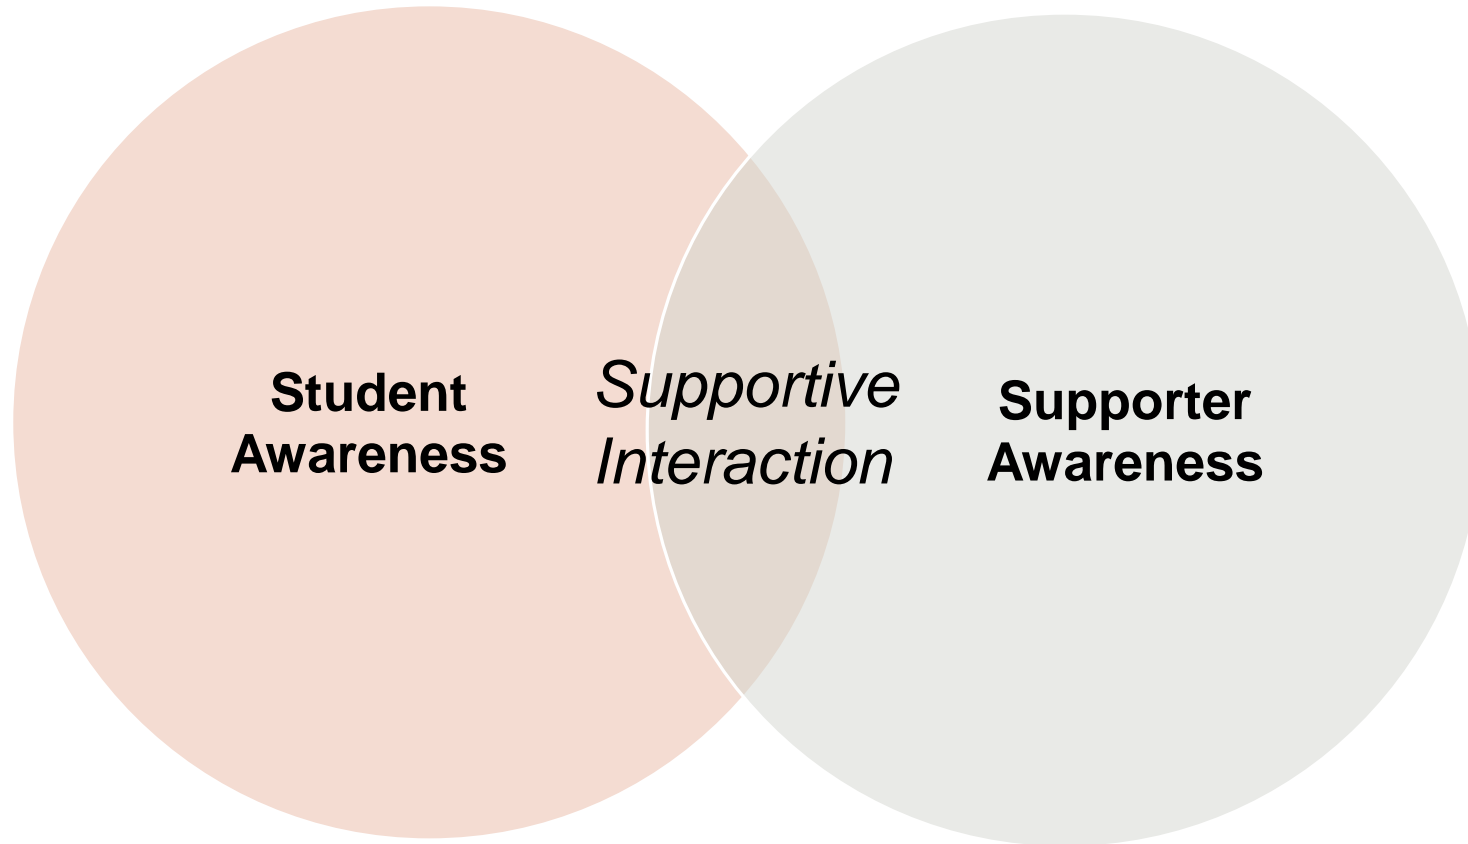 Student
Awareness
Supportive
Interaction
Supporter
Awareness